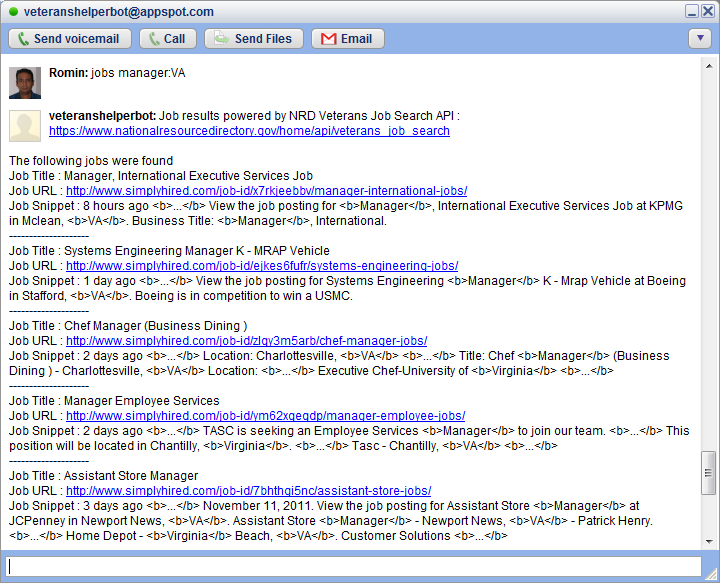 veteranshelperbot@appspot.com
Send voicemail Call Send Files Email
Romin: jobs manager:VA
veteranshelperbot: Job results powered by NRD Veterans Job Search API :
https://www.nationalresourcedirectory.gov/home/api/veterans_job_search
The following jobs were found
Job Title : Manager, International Executive Services Job
Job URL : http://www.simplyhired.com/job-id/x7rkjeebbv/manager-international-jobs/
Job Snippet : 8 hours ago <b>...</b> View the job posting for <b>Manager</b>, International Executive Services Job at KPMG
in Mclean, <b>VA</b>. Business Title: <b>Manager</b>, International.
--------------------
Job Title : Systems Engineering Manager K - MRAP Vehicle
Job URL : http://www.simplyhired.com/job-id/ejkes6fufr/systems-engineering-jobs/
Job Snippet : 1 day ago <b>...</b> View the job posting for Systems Engineering <b>Manager</b> K - Mrap Vehicle at Boeing
in Stafford, <b>VA</b>. Boeing is in competition to win a USMC.
--------------------
Job Title : Chef Manager (Business Dining )
Job URL : http://www.simplyhired.com/job-id/zlqy3m5arb/chef-manager-jobs/
Job Snippet : 2 days ago <b>...</b> Location: Charlottesville, <b>VA</b> <b>...</b> Title: Chef <b>Manager</b> (Business
Dining ) - Charlottesville, <b>VA</b> Location: <b>...</b> Executive Chef-University of <b>Virginia</b> <b>...</b>
--------------------
Job Title : Manager Employee Services
Job URL : http://www.simplyhired.com/job-id/ym62xqeqdp/manager-employee-jobs/
Job Snippet : 2 days ago <b>...</b> TASC is seeking an Employee Services <b>Manager</b> to join our team. <b>...</b> This
position will be located in Chantilly, <b>Virginia</b>. <b>...</b> Tasc - Chantilly, <b>VA</b> <b>...</b>
--------------------
Job Title : Assistant Store Manager
Job URL : http://www.simplyhired.com/job-id/7bhthqi5nc/assistant-store-jobs/
Job Snippet : 3 days ago <b>...</b> November 11, 2011. View the job posting for Assistant Store <b>Manager</b> at
JCPenney in Newport News, <b>VA</b>. Assistant Store <b>Manager</b> - Newport News, <b>VA</b> - Patrick Henry.
<b>...</b> Home Depot - <b>Virginia</b> Beach, <b>VA</b>. Customer Solutions <b>...</b>